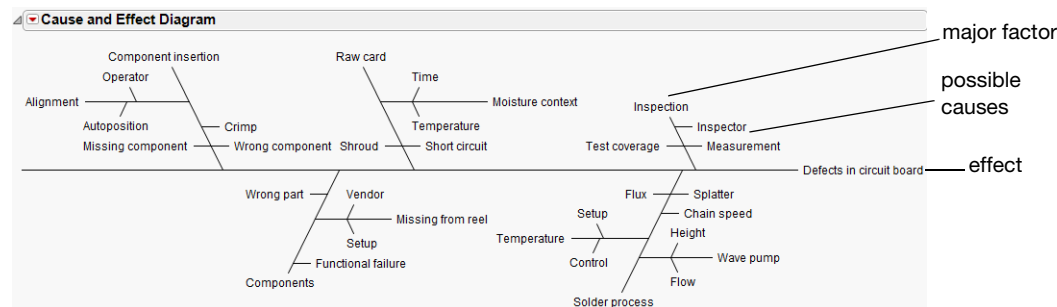 Cause and Effect Diagram
major factor
Component insertion
Raw card
Operator
Time
possible
causes
Alignment
Moisture context
Inspection
Autoposition
Crimp
Temperature
Inspector
Missing component
Wrong component
Shroud
Short circuit
Test coverage
Measurement
Defects in circuit board
effect
Wrong part
Vendor
Flux
Splatter
Missing from reel
Setup
Chain speed
Setup
Temperature
Height
Functional failure
Control
Wave pump
Components
Flow
Solder process